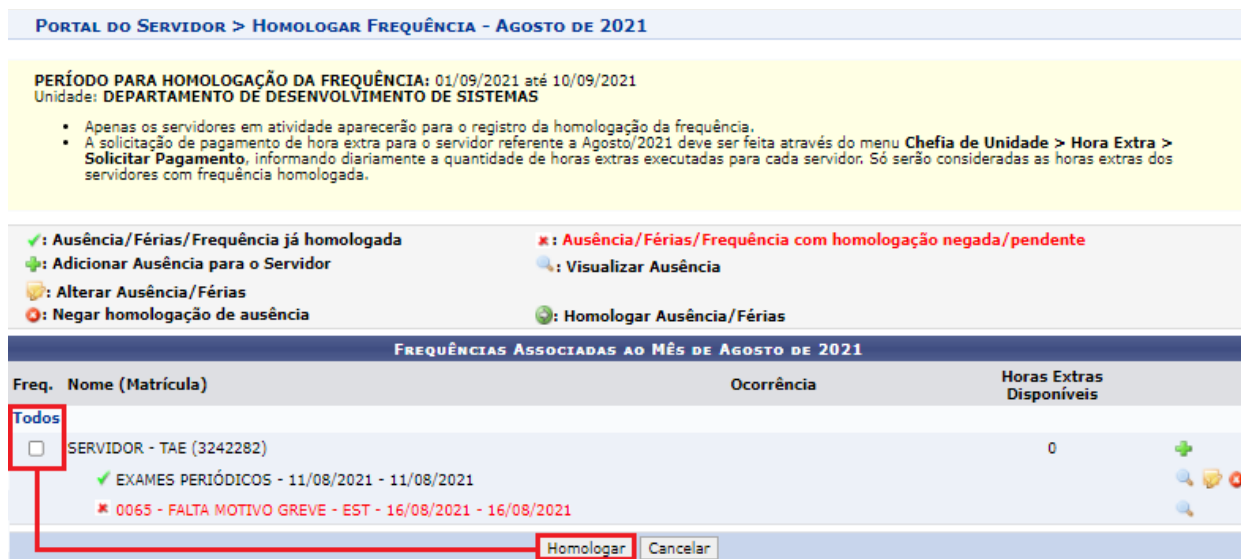 PORTAL DO SERVIDOR > HOMOLOGAR FREQUÊNCIA - AGOSTO DE 2021
PERÍODO PARA HOMOLOGAÇÃO DA FREQUÊNCIA: 01/09/2021 até 10/09/2021
Unidade: DEPARTAMENTO DE DESENVOLVIMENTO DE SISTEMAS
▪ Apenas os servidores em atividade aparecerão para o registro da homologação da frequência.
▪ A solicitação de pagamento de hora extra para o servidor referente a Agosto/2021 deve ser feita através do menu Chefia de Unidade > Hora Extra >
Solicitar Pagamento, informando diariamente a quantidade de horas extras executadas para cada servidor. Só serão consideradas as horas extras dos
servidores com frequência homologada.
: Ausência/Férias/Frequência já homologada
: Ausência/Férias/Frequência com homologação negada/pendente
: Adicionar Ausência para o Servidor
: Visualizar Ausência
: Alterar Ausência/Férias
: Negar homologação de ausência
: Homologar Ausência/Férias
FREQUÊNCIAS ASSOCIADAS AO MÊS DE AGOSTO DE 2021
Freq. Nome (Matrícula) Ocorrência Horas Extras
Disponíveis
Todos
SERVIDOR - TAE (3242282) 0
EXAMES PERIÓDICOS - 11/08/2021 - 11/08/2021
0065 - FALTA MOTIVO GREVE - EST - 16/08/2021 - 16/08/2021
Homologar Cancelar